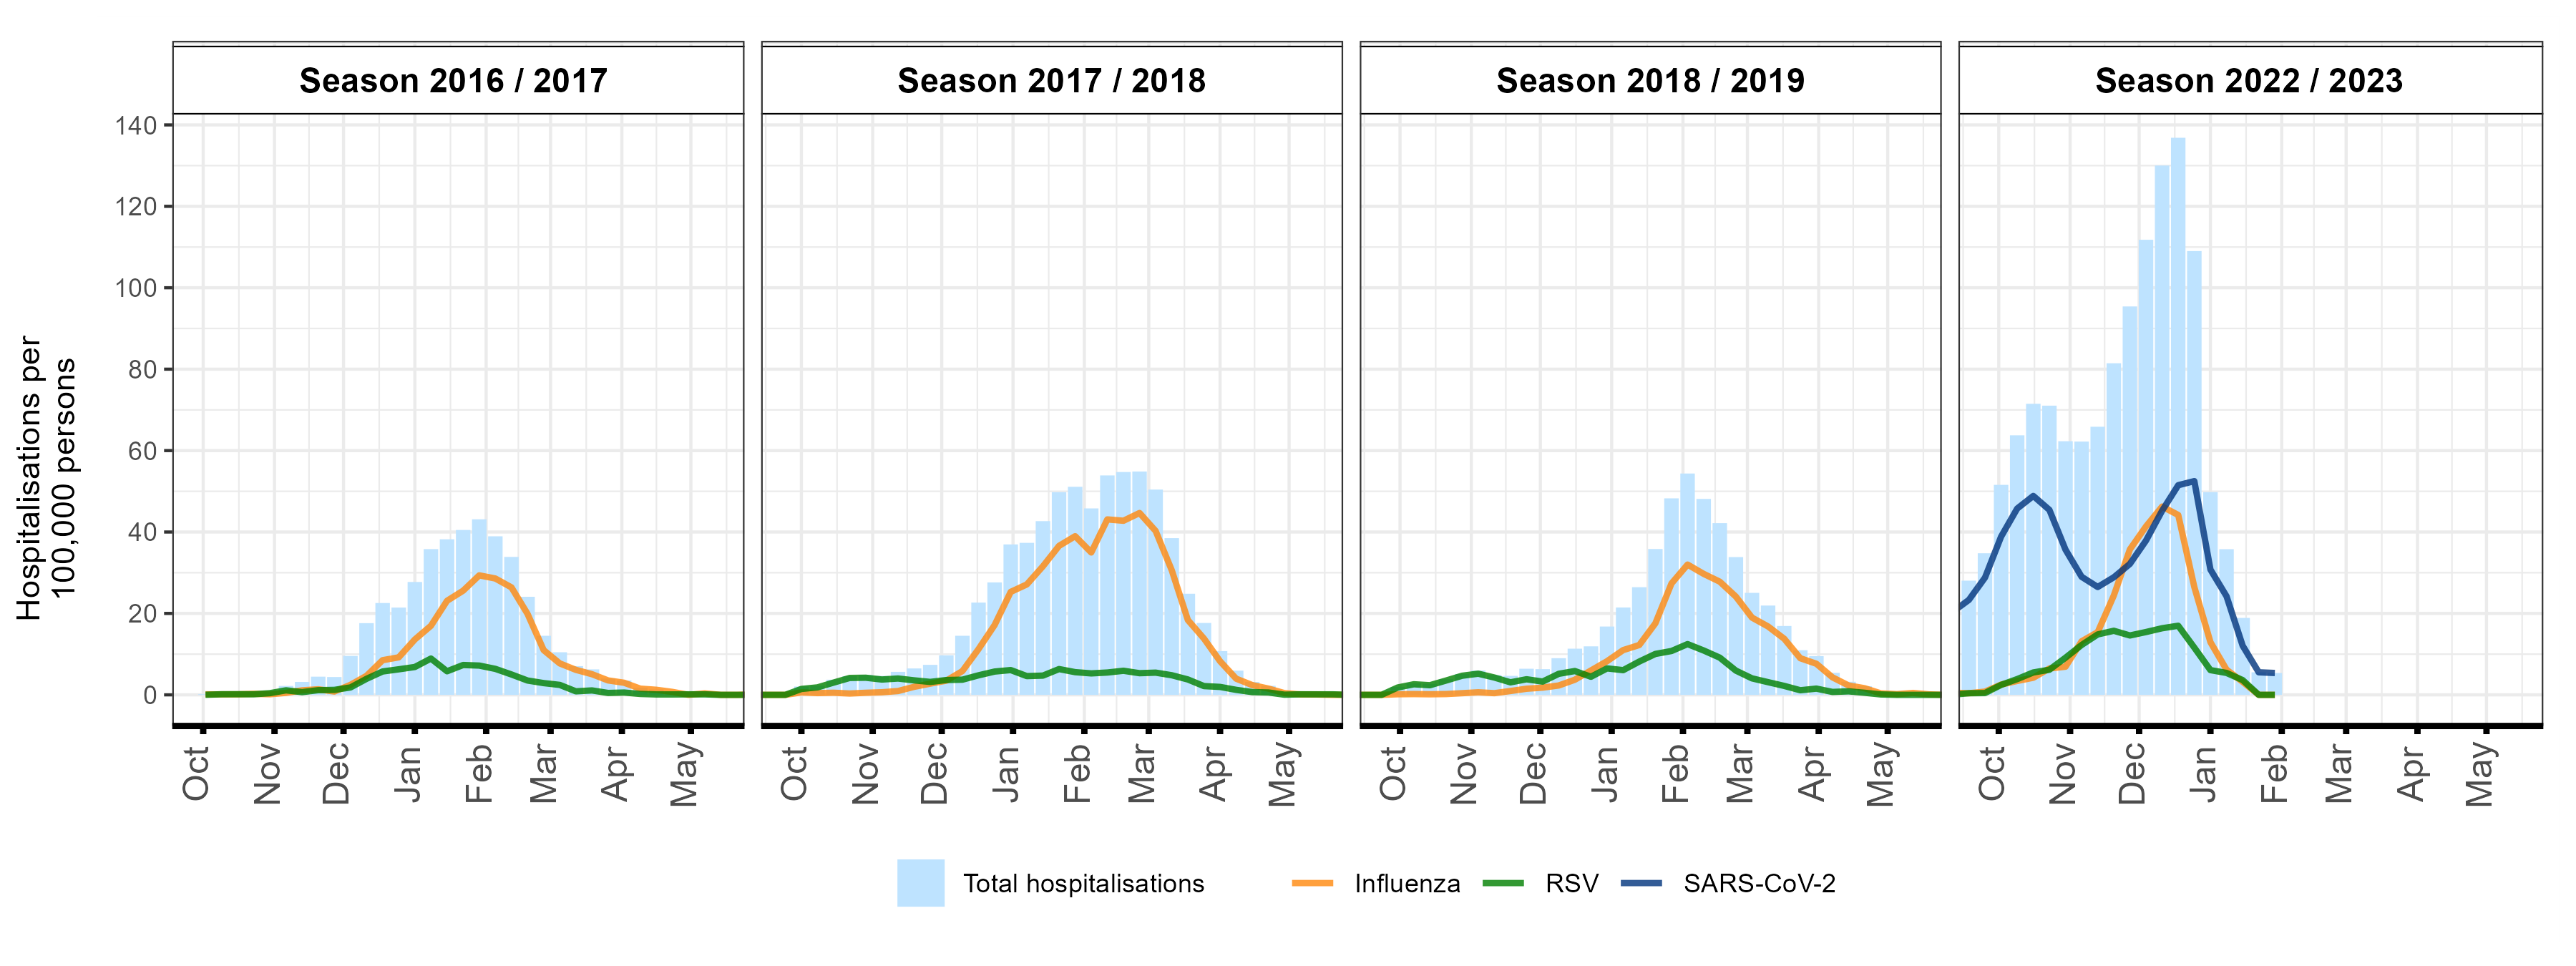 Season 2016 / 2017
Season 2017 / 2018
Season 2018 / 2019
Season 2022 / 2023
Hospitalisations per
100,000 persons
140
120
100
80
60
40
20
0
Oct Nov Dec Jan Feb Mar Apr May
Oct Nov Dec Jan Feb Mar Apr May
Oct Nov Dec Jan Feb Mar Apr May
Oct Nov Dec Jan Feb Mar Apr May
Total hospitalisations Influenza RSV SARS-CoV-2